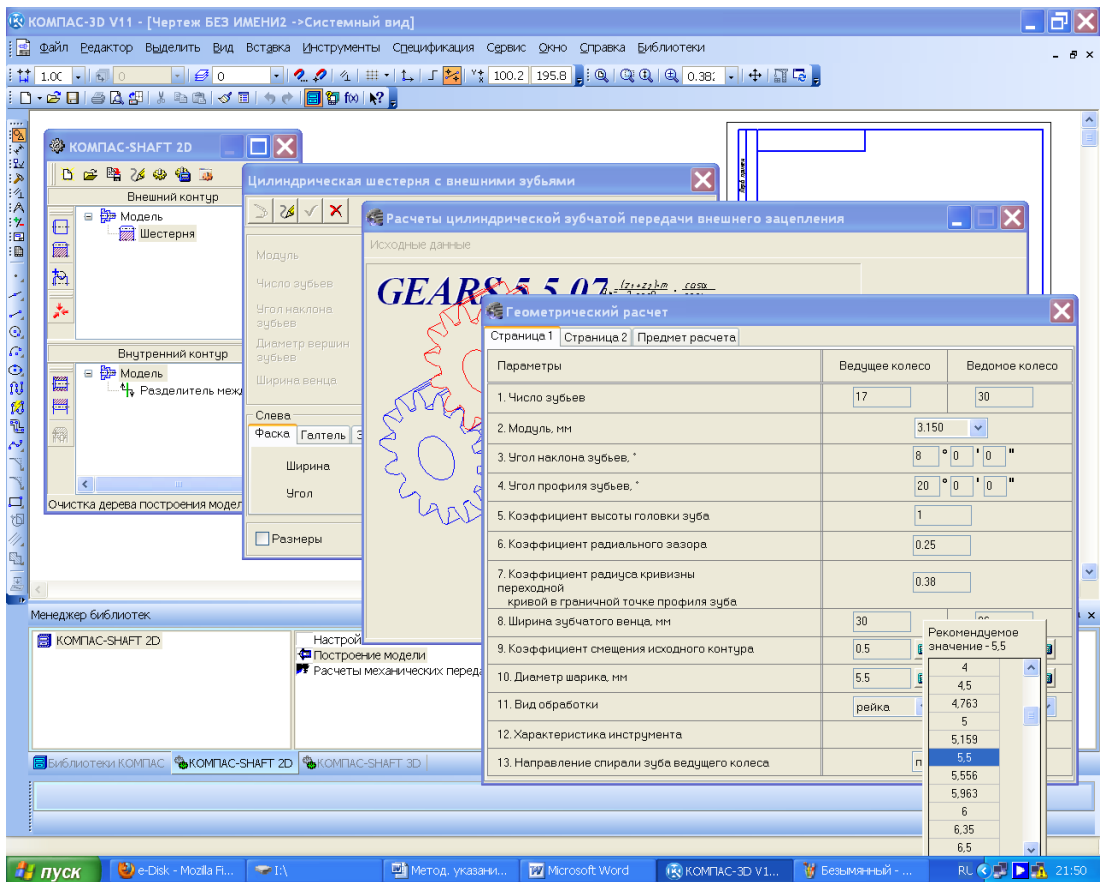 КОМПАС-3D V11 - [Чертеж БЕЗ ИМЕНИ2 ->Системный вид]
Файл Редактор Выделить Вид Вставка Инструменты Спецификация Сервис Окно Справка Библиотеки
0 0 100.2 195.8
КОМПАС-SHAFT 2D
Внешний контур
Модель
Шестерня
Внутренний контур
Модель
Разделитель меж
Очистка дерева построения модел
Цилиндрическая шестерня с внешними зубьями
Модуль
Число зубьев
Угол наклона
зубьев
Диаметр вершин
зубьев
Ширина венца
Слева
Фаска Галтель
Ширина
Угол
Размеры
Расчеты цилиндрической зубчатой передачи внешнего зацепления
Исходные данные
GEARS 5.5.07
Геометрический расчет
Страница 1 Страница 2 Предмет расчета
Параметры Ведущее колесо Ведомое колесо
1. Число зубьев 17 30
2. Модуль, мм 3.150
3. Угол наклона зубьев, ° 8 ° 0 ' 0 "
4. Угол профиля зубьев, ° 20 ° 0 ' 0 "
5. Коэффициент высоты головки зуба 1
6. Коэффициент радиального зазора 0.25
7. Коэффициент радиуса кривизны
переходной
кривой в граничной точке профиля зуба 0.38
8. Ширина зубчатого венца, мм 30
9. Коэффициент смещения исходного контура 0.5
10. Диаметр шарика, мм 5.5
11. Вид обработки рейка
12. Характеристика инструмента
13. Направление спирали зуба ведущего колеса
Рекомендуемое
значение - 5,5
4
4,5
4,763
5
5,159
5,5
5,556
5,963
6
6,35
6,5
Менеджер библиотек
КОМПАС-SHAFT 2D
Настрой
Построение модели
Расчеты механических перед
Библиотеки КОМПАС КОМПАС-SHAFT 2D КОМПАС-SHAFT 3D
пуск e-Disk - Mozilla Fi... I:\ Метод. указани... Microsoft Word КОМПАС-3D V1... Безымянный - ... RU 21:50